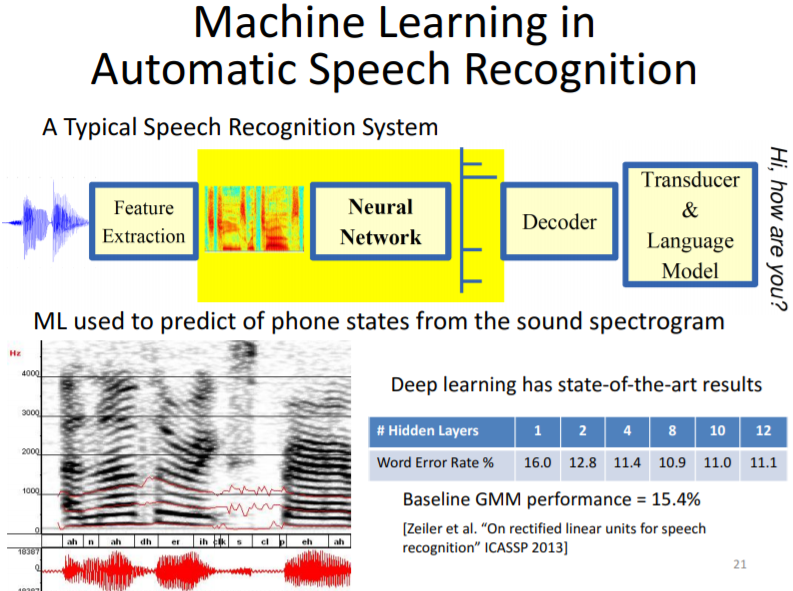 Machine Learning in
Automatic Speech Recognition
A Typical Speech Recognition System
Feature
Extraction
Neural
Network
Decoder
Transducer
&
Language
Model
Hi, how are you?
ML used to predict of phone states from the sound spectrogram
Hz
4000
3000
2000
1000
0
ah n ah dh er ih s cl p eh ah
0
Deep learning has state-of-the-art results
# Hidden Layers 1 2 4 8 10 12
Word Error Rate % 16.0 12.8 11.4 10.9 11.0 11.1
Baseline GMM performance = 15.4%
[Zeiler et al. “On rectified linear units for speech
recognition” ICASSP 2013]
21